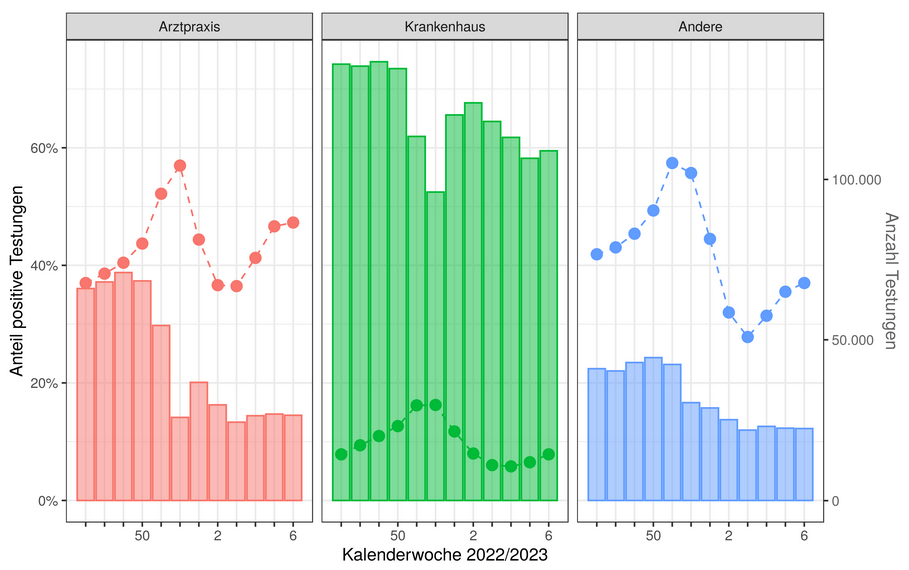 Arztpraxis
Krankenhaus
Andere
Anteil positive Testungen
60%
40%
20%
0%
100.000
50.000
0
Anzahl Testungen
50 2 6
50 2 6
50 2 6
Kalenderwoche 2022/2023